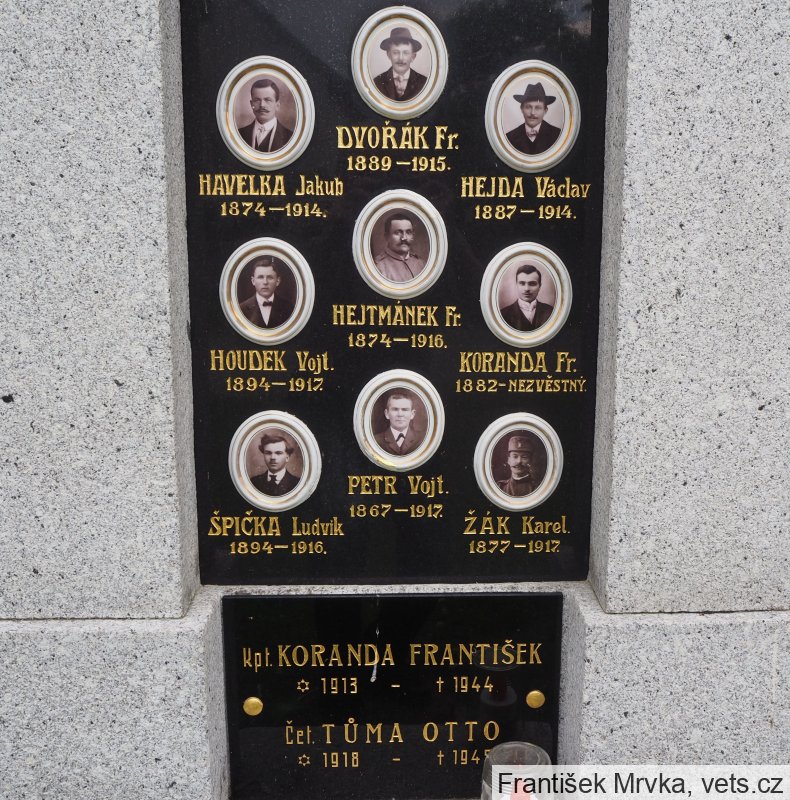 DVOŘÁK Fr.
1889—1915.
HAVELKA Jakub
1874—1914.
HEJDA Václav
1887—1914.
HEJTMÁNEK Fr.
1874—1916.
HOUDEK Vojt.
1894—1917.
KORANDA Fr.
1882-NEZVĚSTNÝ.
PETR Vojt.
1867—1917.
ŠPIČKA Ludvík
1894—1916.
ŽÁK Karel.
1877—1917.
kpt. KORANDA FRANTIŠEK
✡ 1913 - † 1944
Čet. TŮMA OTTO
✡ 1918 - †
František Mrvka, vets.cz